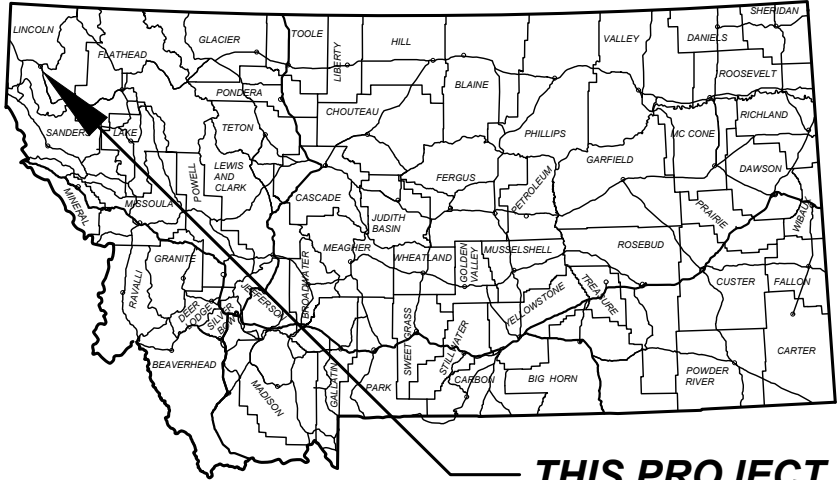 LINCOLN
FLATHEAD
GLACIER
TOOLE
LIBERTY
HILL
BLAINE
VALLEY
DANIELS
SHERIDAN
ROOSEVELT
PONDERA
CHOUTEAU
PHILLIPS
SANDERS
LAKE
TETON
MC CONE
RICHLAND
LEWIS
AND
CLARK
POWELL
CASCADE
FERGUS
PETROLEUM
GARFIELD
DAWSON
MINERAL
MISSOULA
JUDITH
BASIN
PRAIRIE
WIBAUX
MEAGHER
WHEATLAND
GOLDEN
VALLEY
MUSSELSHELL
ROSEBUD
RAVALLI
GRANITE
DEER
LODGE
SILVER
BOW
JEFFERSON
BROADWATER
YELLOWSTONE
TREASURE
CUSTER
FALLON
BEAVERHEAD
MADISON
GALLATIN
PARK
SWEET GRASS
STILLWATER
CARBON
BIG HORN
POWDER
RIVER
CARTER
THIS PROJECT